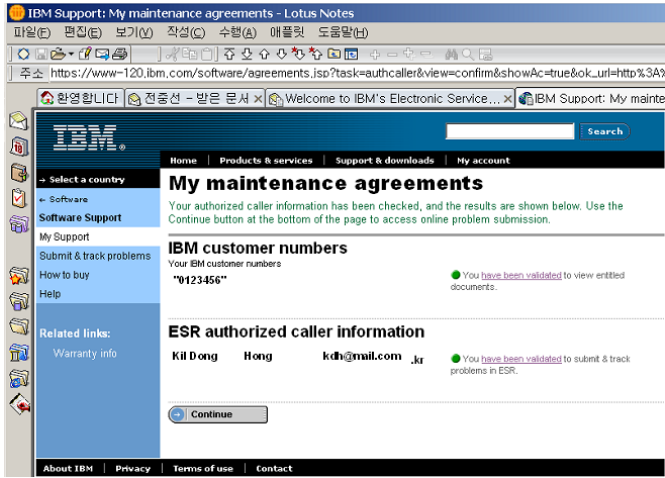 IBM Support: My maintenance agreements - Lotus Notes
파일(F) 편집(E) 보기(V) 작성(C) 수행(A) 애플릿 도움말(H)
주소 https://www-120.ibm.com/software/agreements.jsp?task=authcaller&view=confirm&showAc=true&ok_url=http%3A%
환영합니다 전중선 - 받은 문서 Welcome to IBM's Electronic Service... IBM Support: My mainte
IBM
Search
Home | Products & services | Support & downloads | My account
Select a country
Software
Software Support
My Support
Submit & track problems
How to buy
Help
Related links:
Warranty info
My maintenance agreements
Your authorized caller information has been checked, and the results are shown below. Use the
Continue button at the bottom of the page to access online problem submission.
IBM customer numbers
Your IBM customer numbers
"0123456"
You have been validated to view entitled
documents.
ESR authorized caller information
Kil Dong Hong kdh@mail.com .kr
You have been validated to submit & track
problems in ESR.
Continue
About IBM | Privacy | Terms of use | Contact